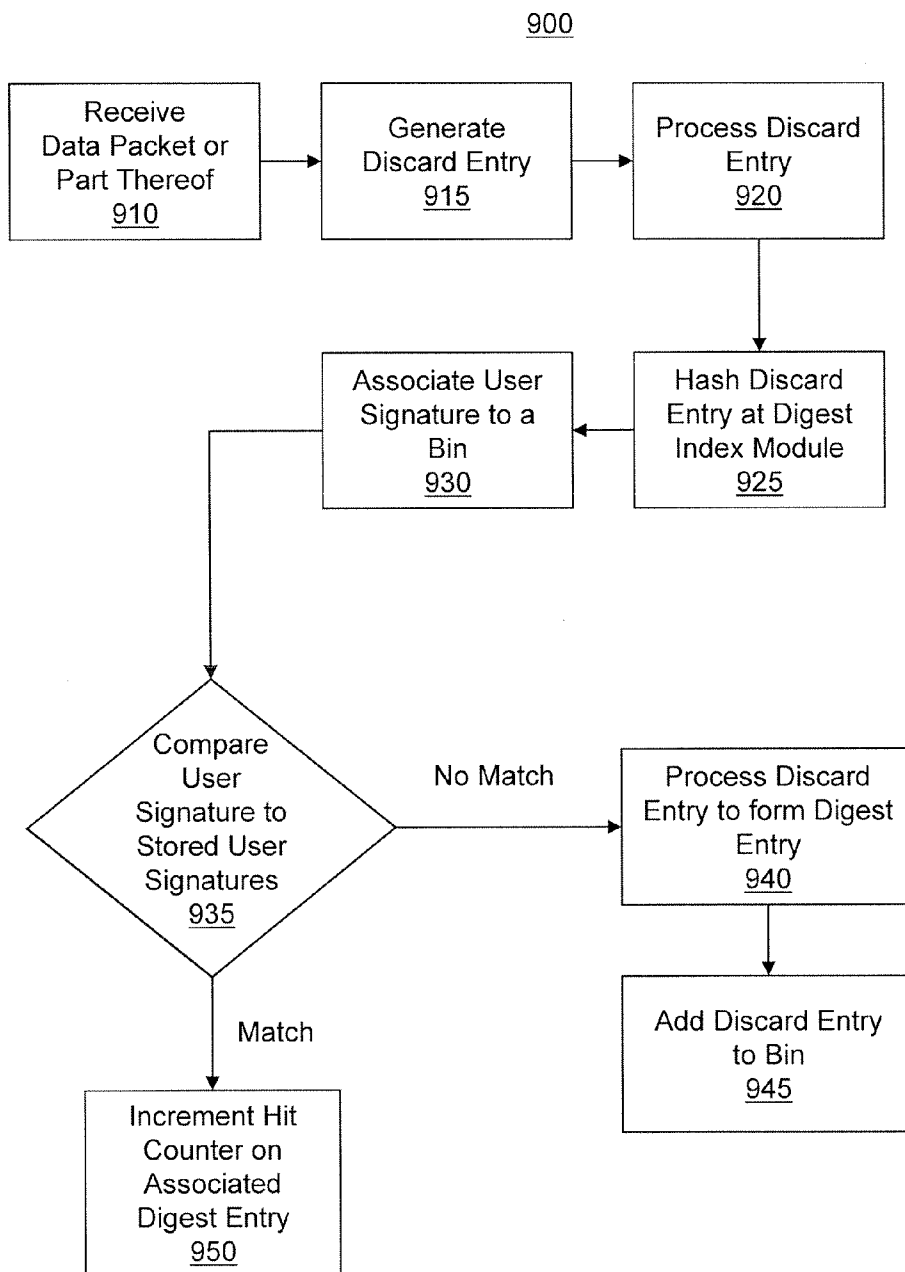 900
Receive
Data Packet or
Part Thereof
910
Generate
Discard Entry
915
Process Discard
Entry
920
Hash Discard
Entry at Digest
Index Module
925
Associate User
Signature to a
Bin
930
Compare
User
Signature to
Stored User
Signatures
935
No Match
Process Discard
Entry to form Digest
Entry
940
Add Discard Entry
to Bin
945
Match
Increment Hit
Counter on
Associated
Digest Entry
950